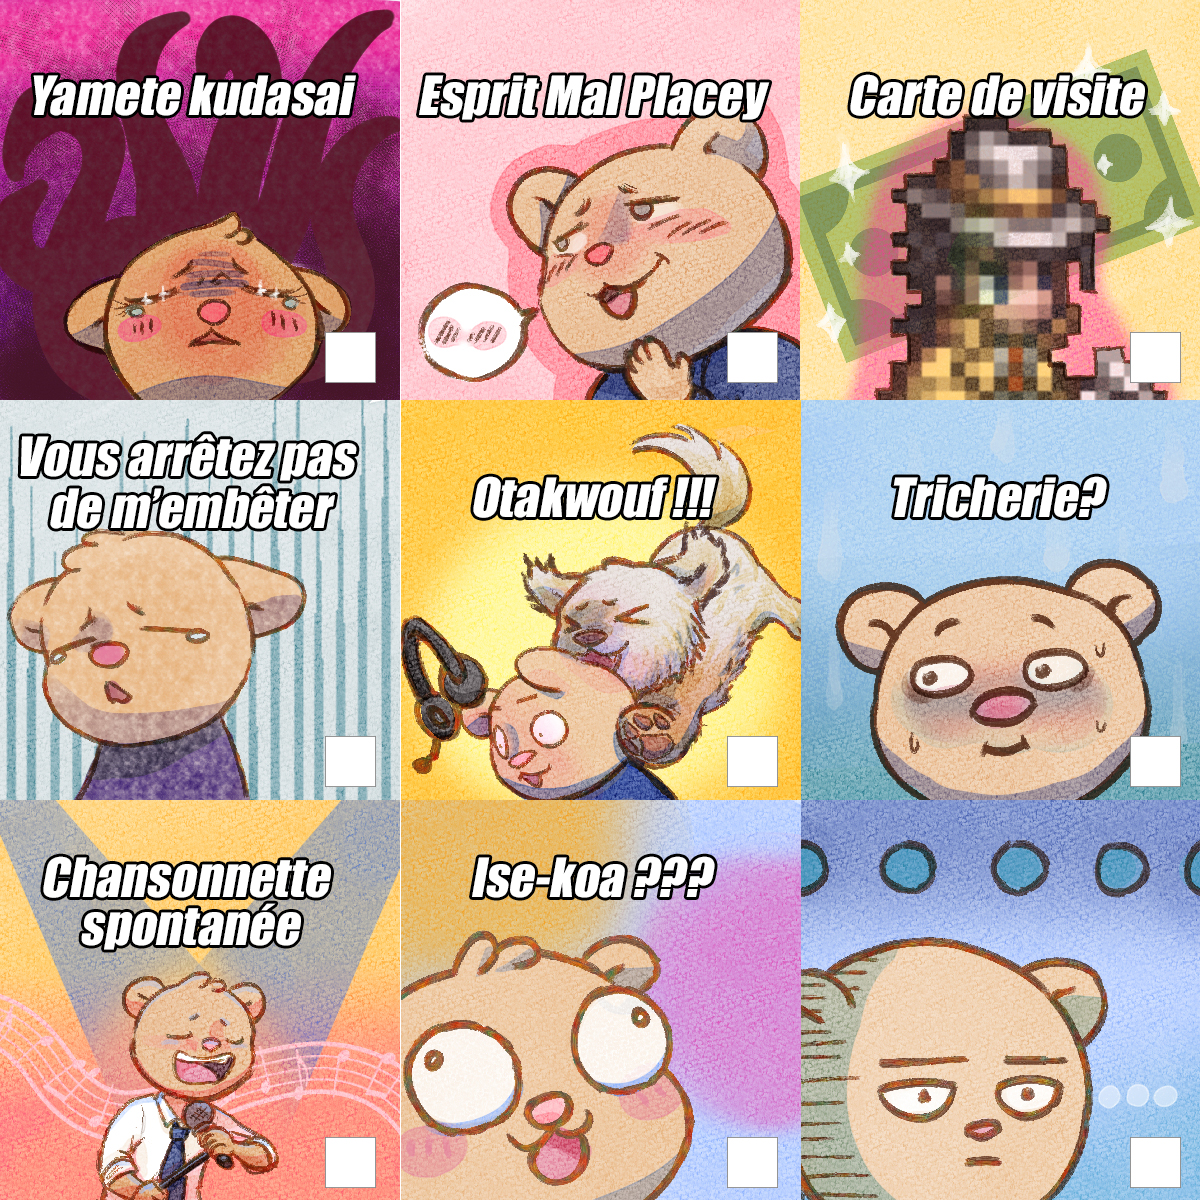 Yamete kudasai
Esprit Mal Placey
Carte de visite
Vous arrêtez pas
de m'embêter
Otakwouf !!!
Tricherie?
Chansonnette
spontanée
Ise-koa ???